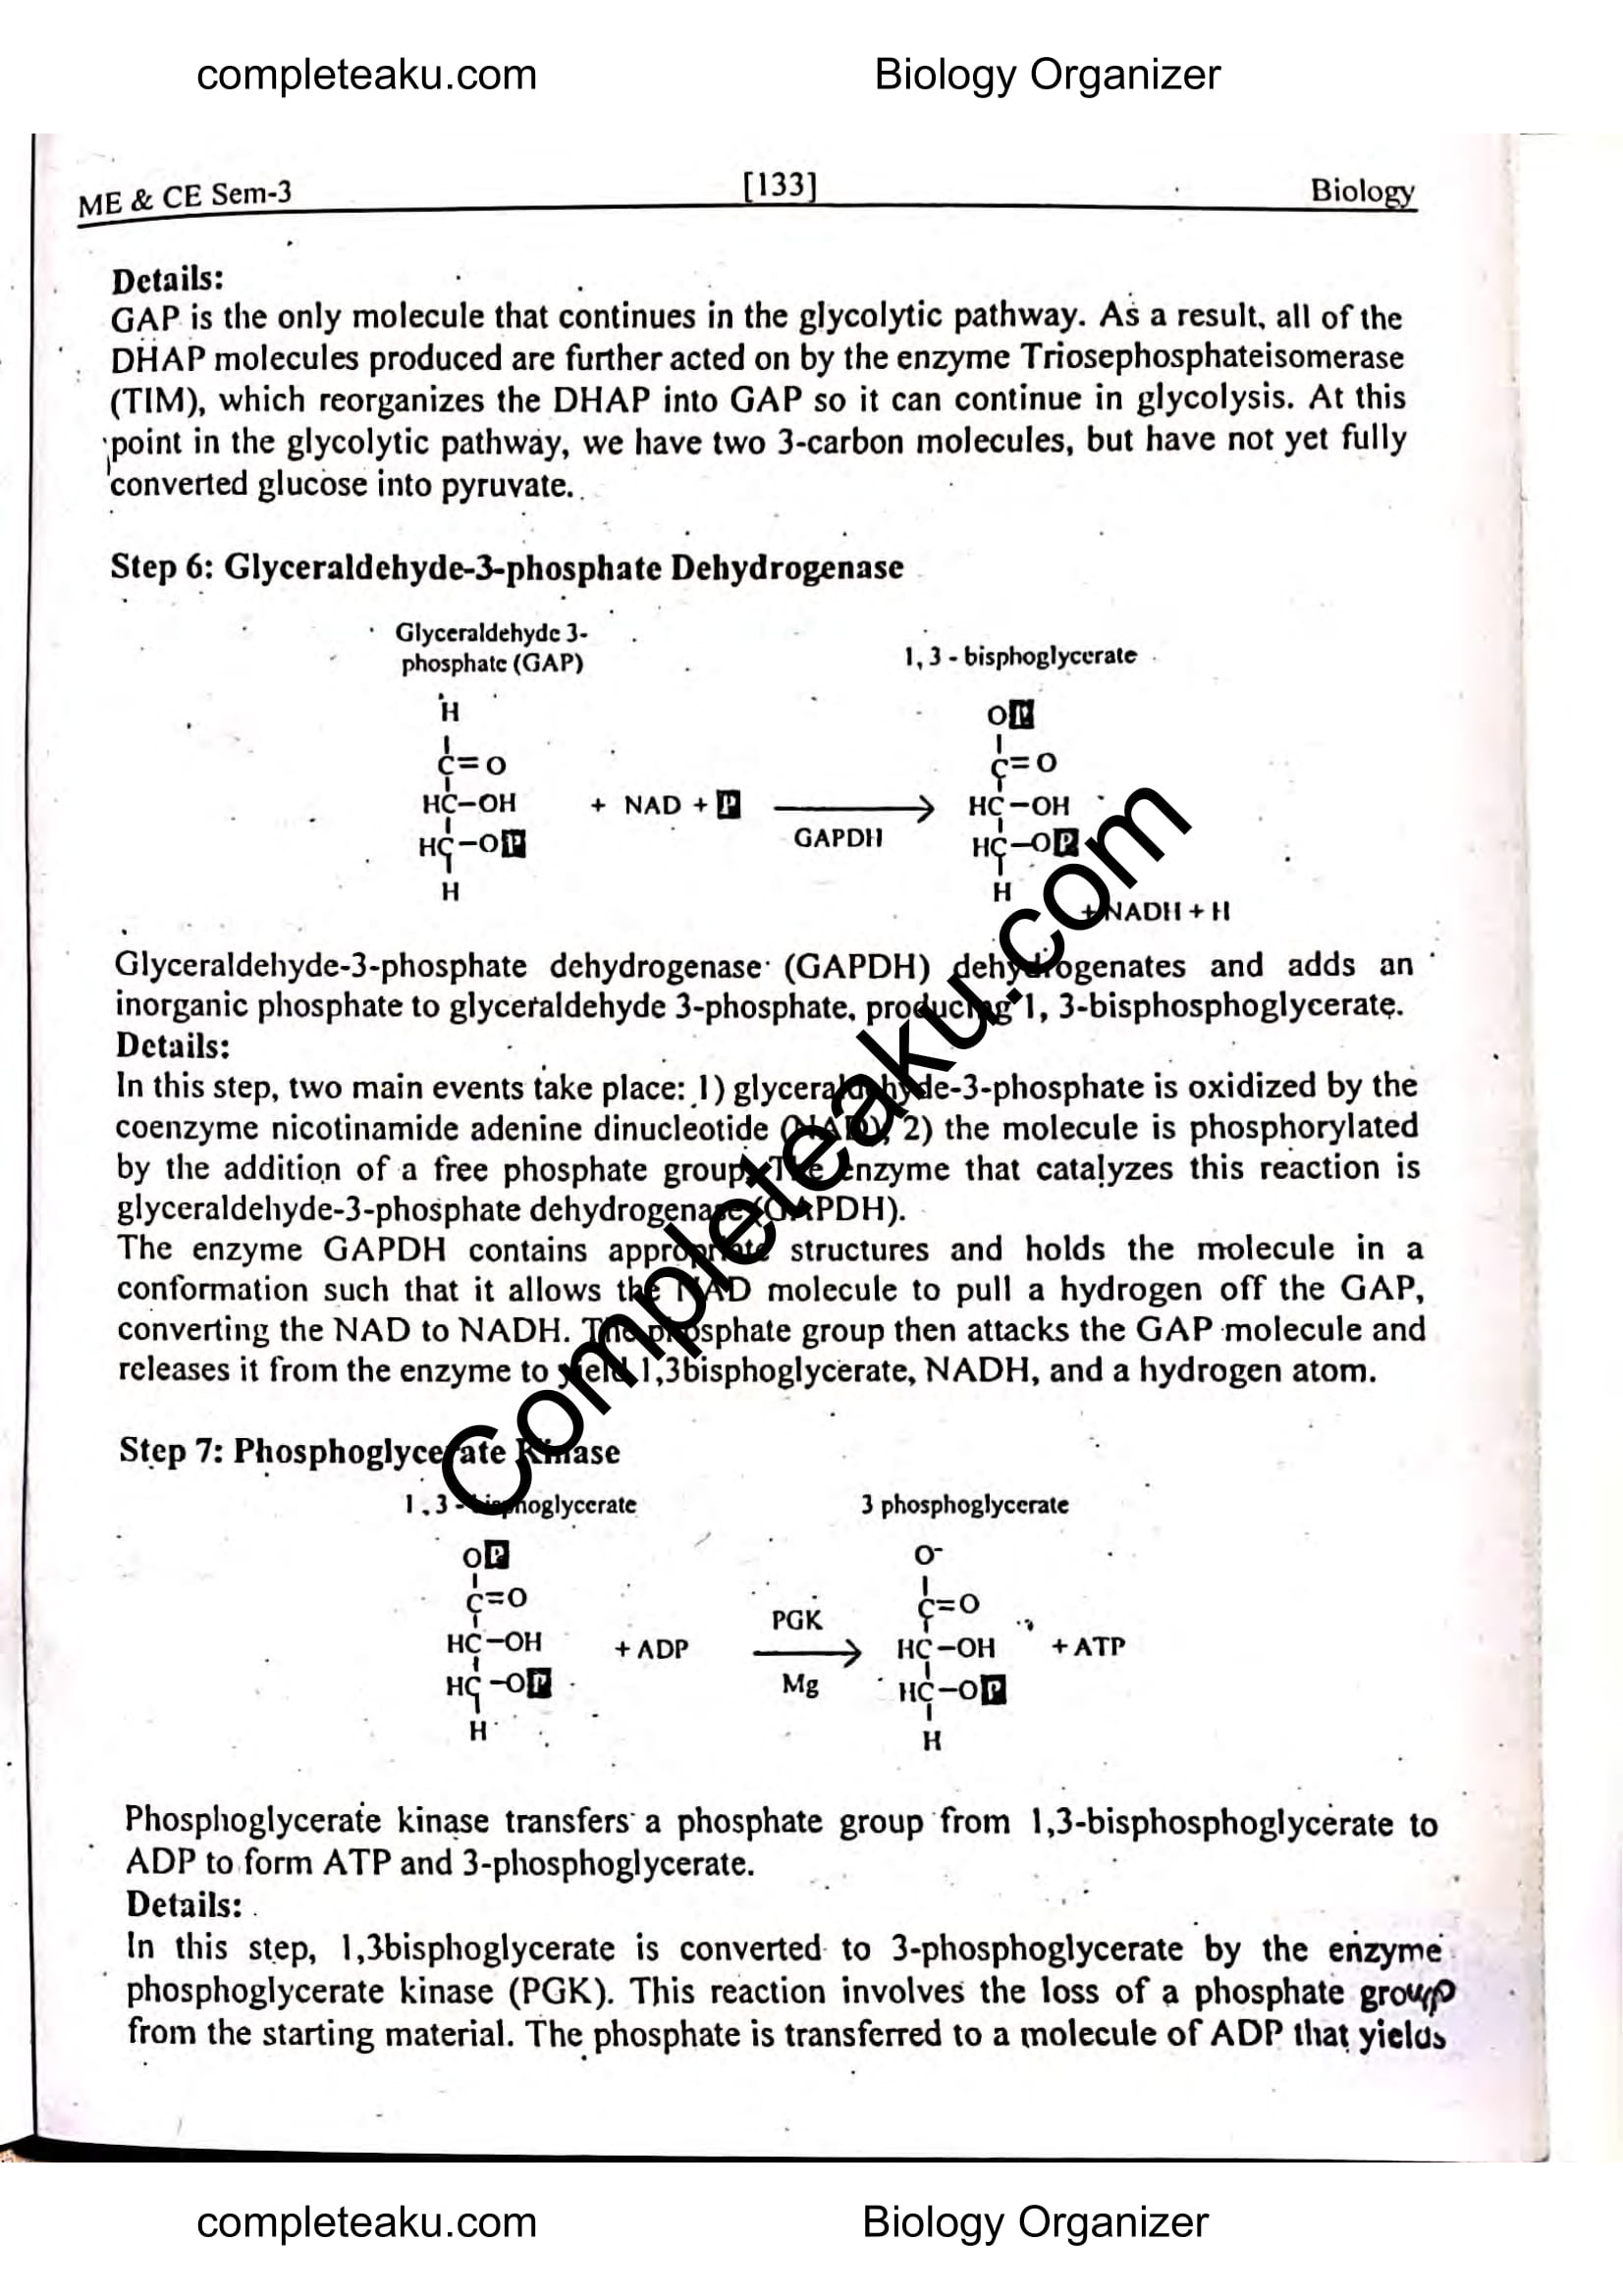 completeaku.com Biology Organizer
ME & CE Sem-3 [133] Biology
Details:
GAP is the only molecule that continues in the glycolytic pathway. As a result, all of the
DHAP molecules produced are further acted on by the enzyme Triosephosphateisomerase
(TIM), which reorganizes the DHAP into GAP so it can continue in glycolysis. At this
point in the glycolytic pathway, we have two 3-carbon molecules, but have not yet fully
converted glucose into pyruvate.
Step 6: Glyceraldehyde-3-phosphate Dehydrogenase
Glyceraldehyde 3-
phosphate (GAP)
1, 3 - bisphoglycerate
H
C=O
HC-OH
HC-OP
H
+ NAD + P
GAPDH
OP
C=O
HC-OH
HC-OP
H
+ NADH + H
Glyceraldehyde-3-phosphate dehydrogenase (GAPDH) dehydrogenates and adds an
inorganic phosphate to glyceraldehyde 3-phosphate, producing 1, 3-bisphosphoglycerate.
Details:
In this step, two main events take place: 1) glyceraldehyde-3-phosphate is oxidized by the
coenzyme nicotinamide adenine dinucleotide (NAD); 2) the molecule is phosphorylated
by the addition of a free phosphate group. The enzyme that catalyzes this reaction is
glyceraldehyde-3-phosphate dehydrogenase (GAPDH).
The enzyme GAPDH contains appropriate structures and holds the molecule in a
conformation such that it allows the NAD molecule to pull a hydrogen off the GAP,
converting the NAD to NADH. The phosphate group then attacks the GAP molecule and
releases it from the enzyme to yield 1,3bisphoglycerate, NADH, and a hydrogen atom.
Step 7: Phosphoglycerate Kinase
1, 3 - bisphoglycerate
3 phosphoglycerate
OP
C=O
HC-OH
HC-OP
H
+ ADP
PGK
Mg
O-
C=O
HC-OH
HC-OP
H
+ ATP
Phosphoglycerate kinase transfers a phosphate group from 1,3-bisphosphoglycerate to
ADP to form ATP and 3-phosphoglycerate.
Details:
In this step, 1,3bisphoglycerate is converted to 3-phosphoglycerate by the enzyme
phosphoglycerate kinase (PGK). This reaction involves the loss of a phosphate group
from the starting material. The phosphate is transferred to a molecule of ADP that yields
Completeaku.com
completeaku.com Biology Organizer